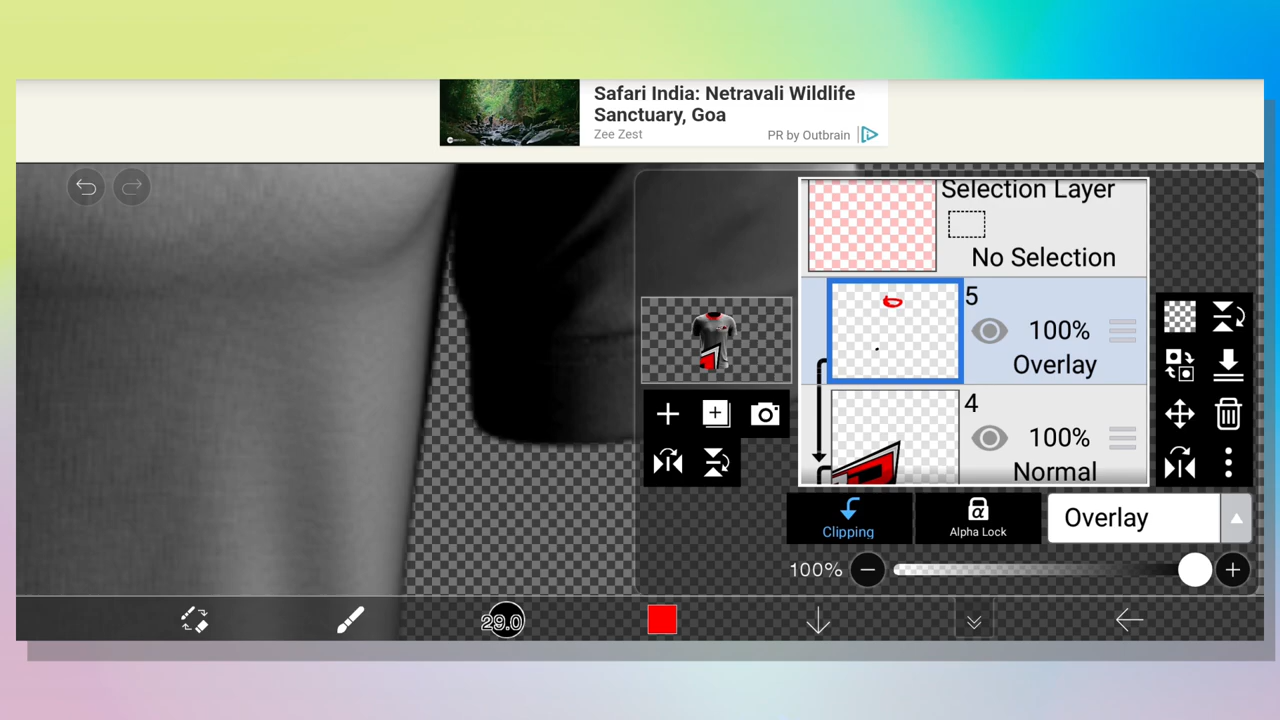 Safari India: Netravali Wildlife
Sanctuary, Goa
Zee Zest
PR by Outbrain
Selection Layer
No Selection
5
100%
Overlay
4
100%
Normal
Clipping
α
Alpha Lock
Overlay
100%
29.0